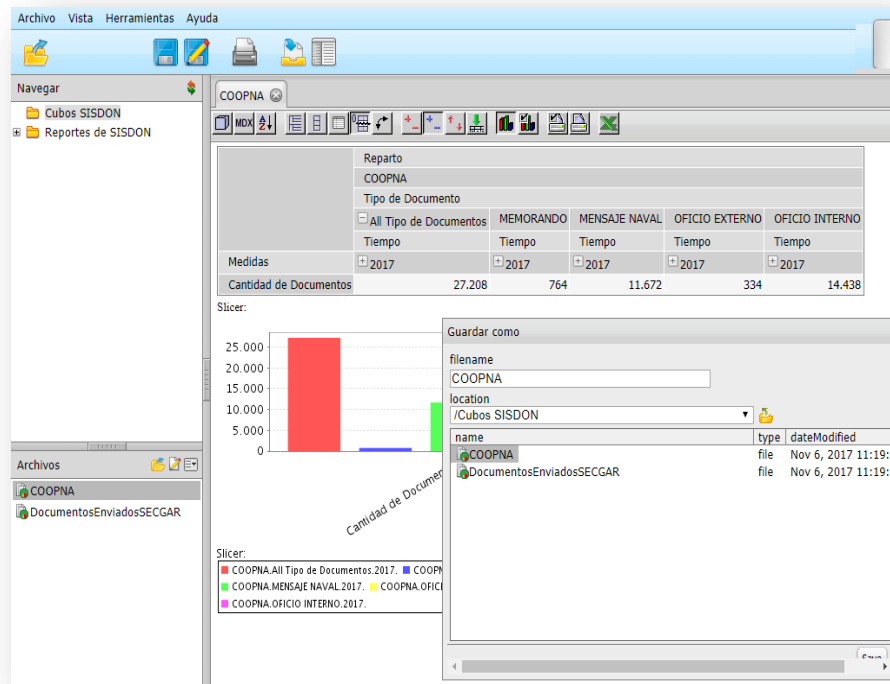 Archivo Vista Herramientas Ayuda
Navegar
Cubos SISDON
Reportes de SISDON
COOPNA
MDX
Reparto
COOPNA
Tipo de Documento
All Tipo de Documentos MEMORANDO MENSAJE NAVAL OFICIO EXTERNO OFICIO INTERNO
Tiempo Tiempo Tiempo Tiempo Tiempo
Medidas 2017 2017 2017 2017 2017
Cantidad de Documentos 27.208 764 11.672 334 14.438
Slicer:
25.000
20.000
15.000
10.000
5.000
0
Cantidad de Documen
Slicer:
COOPNA.All Tipo de Documentos.2017. COOPN
COOPNA.MENSAJE NAVAL.2017. COOPNA.OFICI
COOPNA.OFICIO INTERNO.2017.
Guardar como
filename
COOPNA
location
/Cubos SISDON
name type dateModified
COOPNA file Nov 6, 2017 11:19:
DocumentosEnviadosSECGAR file Nov 6, 2017 11:19:
Archivos
COOPNA
DocumentosEnviadosSECGAR